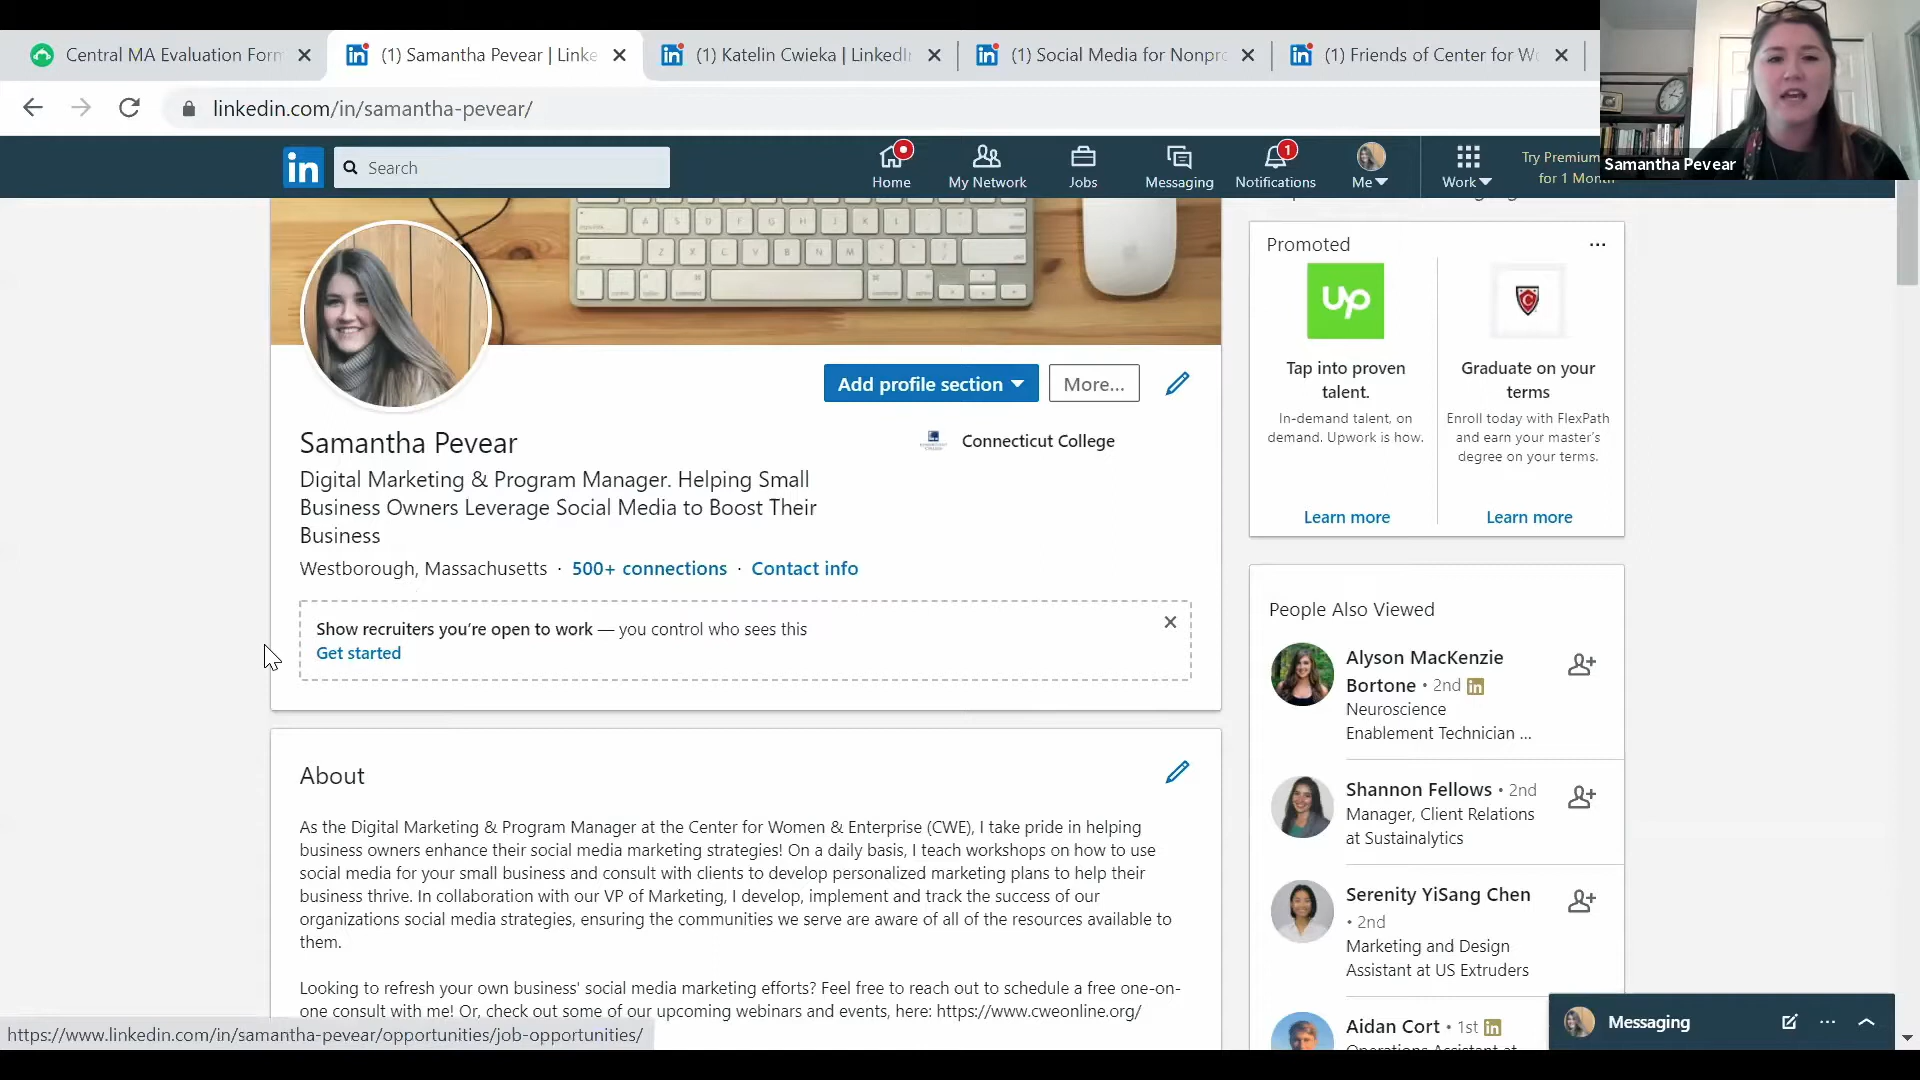 Central MA Evaluation Form
(1) Samantha Pevear | Linke
(1) Katelin Cwieka | LinkedI
(1) Social Media for Nonpro
(1) Friends of Center for Wo
linkedin.com/in/samantha-pevear/
Samantha Pevear
in
Search
Home
My Network
Jobs
Messaging
1
Notifications
Me
Work
Try Premium
for 1 Month
Add profile section
More...
Samantha Pevear
Connecticut College
Digital Marketing & Program Manager. Helping Small
Business Owners Leverage Social Media to Boost Their
Business
Westborough, Massachusetts · 500+ connections · Contact info
Show recruiters you're open to work — you control who sees this
Get started
About
As the Digital Marketing & Program Manager at the Center for Women & Enterprise (CWE), I take pride in helping
business owners enhance their social media marketing strategies! On a daily basis, I teach workshops on how to use
social media for your small business and consult with clients to develop personalized marketing plans to help their
business thrive. In collaboration with our VP of Marketing, I develop, implement and track the success of our
organizations social media strategies, ensuring the communities we serve are aware of all of the resources available to
them.
Looking to refresh your own business' social media marketing efforts? Feel free to reach out to schedule a free one-on-
one consult with me! Or, check out some of our upcoming webinars and events, here: https://www.cweonline.org/
https://www.linkedin.com/in/samantha-pevear/opportunities/job-opportunities/
Promoted
...
up
Tap into proven
talent.
In-demand talent, on
demand. Upwork is how.
Learn more
C
Graduate on your
terms
Enroll today with FlexPath
and earn your master's
degree on your terms.
Learn more
People Also Viewed
Alyson MacKenzie
Bortone • 2nd in
Neuroscience
Enablement Technician ...
Shannon Fellows • 2nd
Manager, Client Relations
at Sustainalytics
Serenity YiSang Chen
• 2nd
Marketing and Design
Assistant at US Extruders
Aidan Cort • 1st in
Operations Assistant at
Messaging